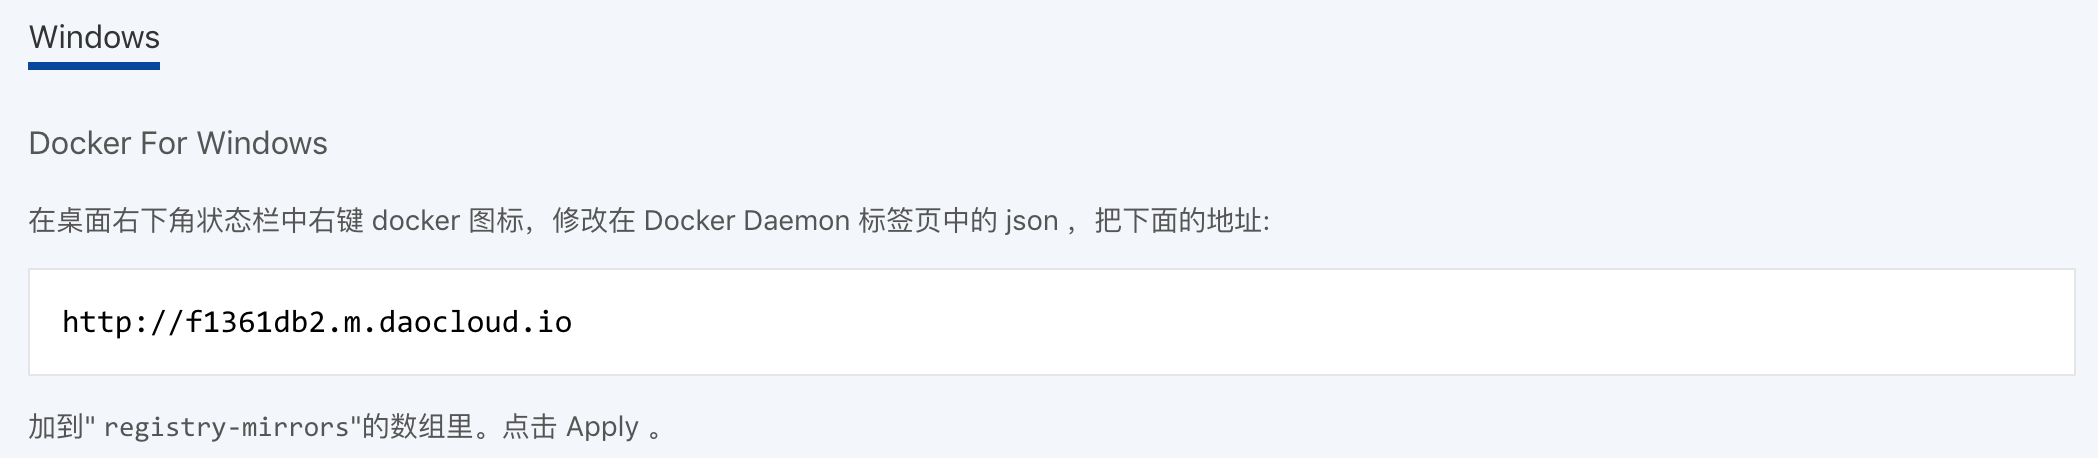 Windows
Docker For Windows
在桌面右下角状态栏中右键 docker 图标，修改在 Docker Daemon 标签页中的 json ，把下面的地址:
http://f1361db2.m.daocloud.io
加到" registry-mirrors"的数组里。点击 Apply 。